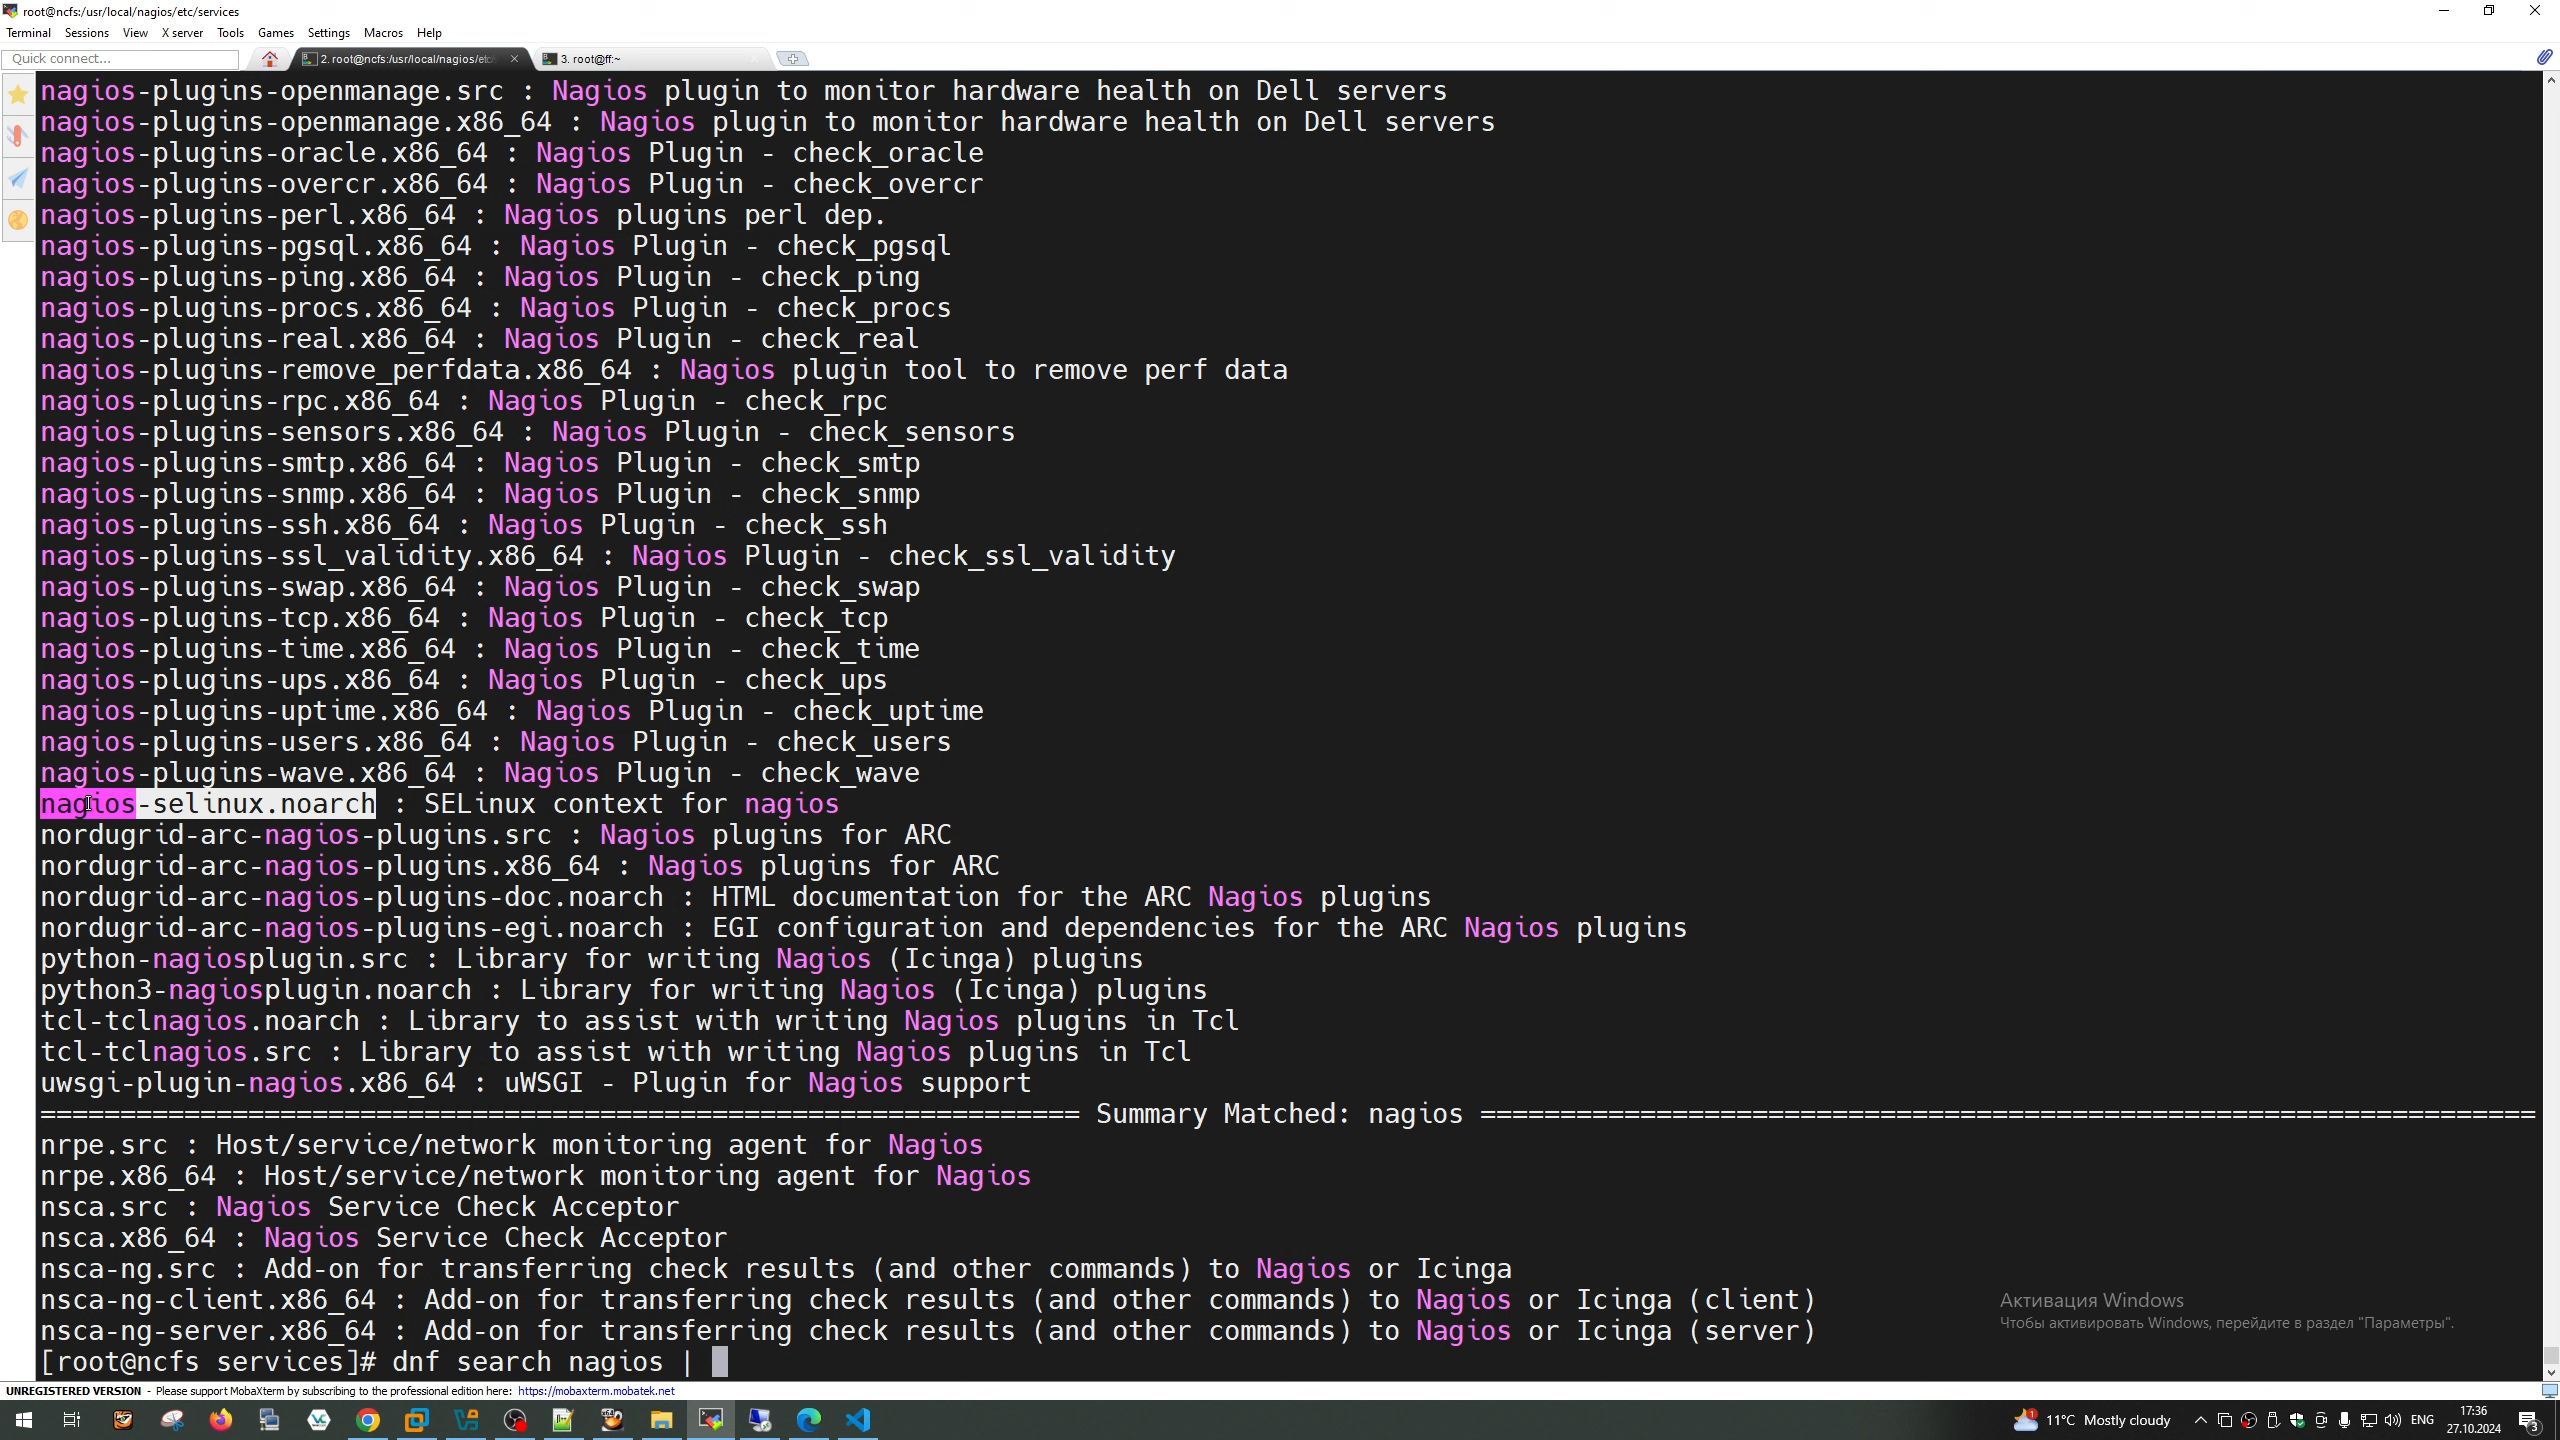 root@ncfs:/usr/local/nagios/etc/services
Terminal Sessions View X server Tools Games Settings Macros Help
Quick connect... 2. root@ncfs:/usr/local/nagios/etc 3. root@ff:~
nagios-plugins-openmanage.src : Nagios plugin to monitor hardware health on Dell servers
nagios-plugins-openmanage.x86_64 : Nagios plugin to monitor hardware health on Dell servers
nagios-plugins-oracle.x86_64 : Nagios Plugin - check_oracle
nagios-plugins-overcr.x86_64 : Nagios Plugin - check_overcr
nagios-plugins-perl.x86_64 : Nagios plugins perl dep.
nagios-plugins-pgsql.x86_64 : Nagios Plugin - check_pgsql
nagios-plugins-ping.x86_64 : Nagios Plugin - check_ping
nagios-plugins-procs.x86_64 : Nagios Plugin - check_procs
nagios-plugins-real.x86_64 : Nagios Plugin - check_real
nagios-plugins-remove_perfdata.x86_64 : Nagios plugin tool to remove perf data
nagios-plugins-rpc.x86_64 : Nagios Plugin - check_rpc
nagios-plugins-sensors.x86_64 : Nagios Plugin - check_sensors
nagios-plugins-smtp.x86_64 : Nagios Plugin - check_smtp
nagios-plugins-snmp.x86_64 : Nagios Plugin - check_snmp
nagios-plugins-ssh.x86_64 : Nagios Plugin - check_ssh
nagios-plugins-ssl_validity.x86_64 : Nagios Plugin - check_ssl_validity
nagios-plugins-swap.x86_64 : Nagios Plugin - check_swap
nagios-plugins-tcp.x86_64 : Nagios Plugin - check_tcp
nagios-plugins-time.x86_64 : Nagios Plugin - check_time
nagios-plugins-ups.x86_64 : Nagios Plugin - check_ups
nagios-plugins-uptime.x86_64 : Nagios Plugin - check_uptime
nagios-plugins-users.x86_64 : Nagios Plugin - check_users
nagios-plugins-wave.x86_64 : Nagios Plugin - check_wave
nagios-selinux.noarch : SELinux context for nagios
nordugrid-arc-nagios-plugins.src : Nagios plugins for ARC
nordugrid-arc-nagios-plugins.x86_64 : Nagios plugins for ARC
nordugrid-arc-nagios-plugins-doc.noarch : HTML documentation for the ARC Nagios plugins
nordugrid-arc-nagios-plugins-egi.noarch : EGI configuration and dependencies for the ARC Nagios plugins
python-nagiosplugin.src : Library for writing Nagios (Icinga) plugins
python3-nagiosplugin.noarch : Library for writing Nagios (Icinga) plugins
tcl-tclnagios.noarch : Library to assist with writing Nagios plugins in Tcl
tcl-tclnagios.src : Library to assist with writing Nagios plugins in Tcl
uwsgi-plugin-nagios.x86_64 : uWSGI - Plugin for Nagios support
================================================================= Summary Matched: nagios ==================================================================
nrpe.src : Host/service/network monitoring agent for Nagios
nrpe.x86_64 : Host/service/network monitoring agent for Nagios
nsca.src : Nagios Service Check Acceptor
nsca.x86_64 : Nagios Service Check Acceptor
nsca-ng.src : Add-on for transferring check results (and other commands) to Nagios or Icinga
nsca-ng-client.x86_64 : Add-on for transferring check results (and other commands) to Nagios or Icinga (client)
nsca-ng-server.x86_64 : Add-on for transferring check results (and other commands) to Nagios or Icinga (server)
[root@ncfs services]# dnf search nagios |
Активация Windows
Чтобы активировать Windows, перейдите в раздел "Параметры".
UNREGISTERED VERSION - Please support MobaXterm by subscribing to the professional edition here: https://mobaxterm.mobatek.net
11°C Mostly cloudy ENG 17:36
27.10.2024 3